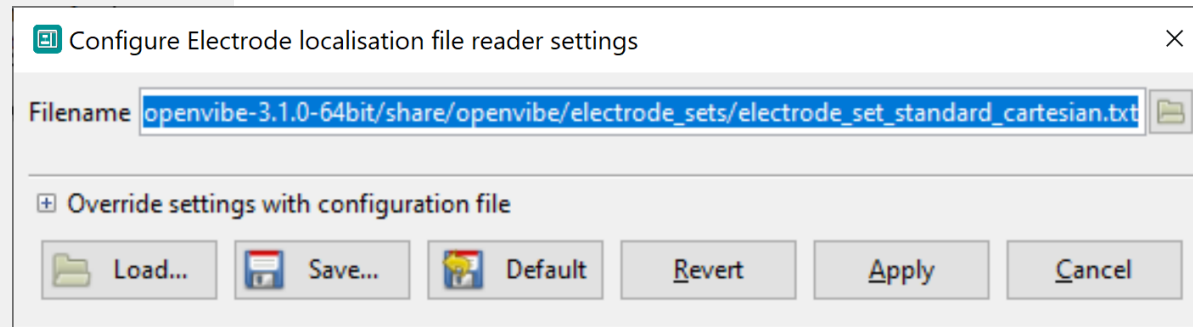 Configure Electrode localisation file reader settings
Filename openvibe-3.1.0-64bit/share/openvibe/electrode_sets/electrode_set_standard_cartesian.txt
Override settings with configuration file
Load... Save... Default Revert Apply Cancel